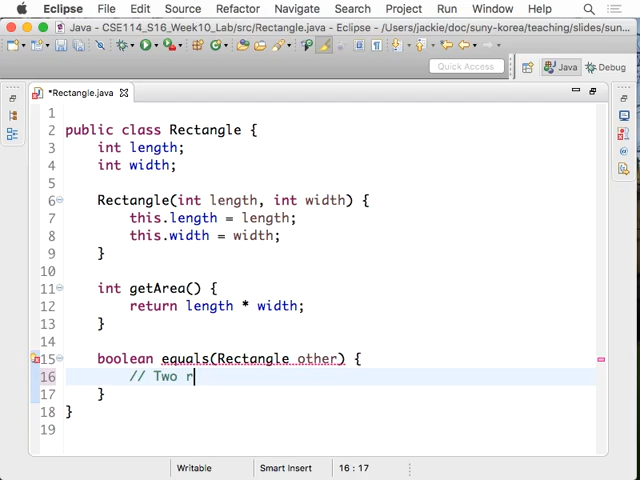 Eclipse File Edit Source Refactor Navigate Search Project Run Window Help
Java - CSE114_S16_Week10_Lab/src/Rectangle.java - Eclipse - /Users/jackie/doc/suny-korea/teaching/slides/sun...
Quick Access
Java
Debug
*Rectangle.java
1
2 public class Rectangle {
3 int length;
4 int width;
5
6 Rectangle(int length, int width) {
7 this.length = length;
8 this.width = width;
9 }
10
11 int getArea() {
12 return length * width;
13 }
14
15 boolean equals(Rectangle other) {
16 // Two r
17 }
18 }
19
Writable Smart Insert 16 : 17